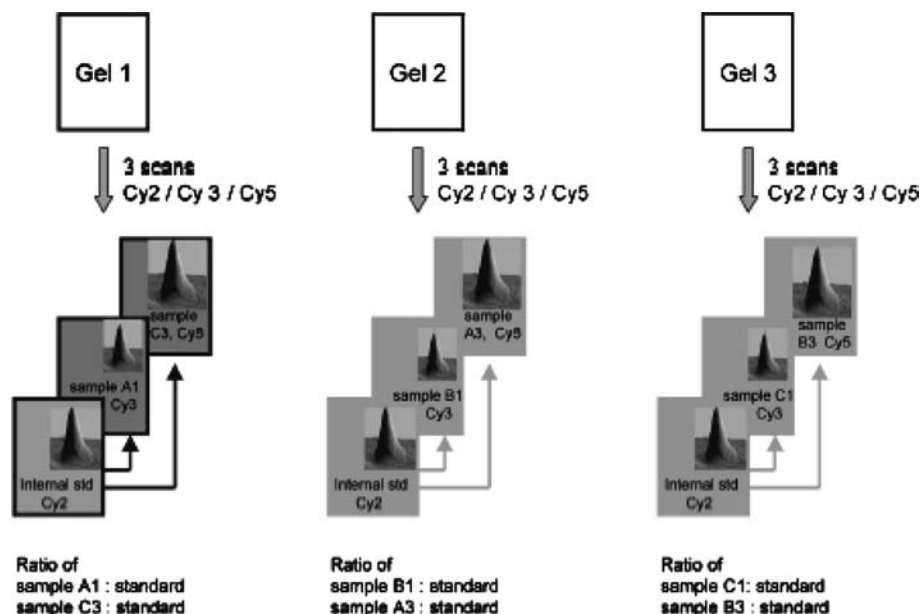 Gel 1
3 scans
Cy2 / Cy 3 / Cy5
sample
C3, Cy5
sample A1
Cy3
Internal std
Cy2
Ratio of
sample A1 : standard
sample C3 : standard
Gel 2
3 scans
Cy2 / Cy 3 / Cy5
sample
A3, Cy5
sample B1
Cy3
Internal std
Cy2
Ratio of
sample B1 : standard
sample A3 : standard
Gel 3
3 scans
Cy2 / Cy 3 / Cy5
sample
B3 Cy5
sample C1
Cy3
Internal std
Cy2
Ratio of
sample C1: standard
sample B3 : standard